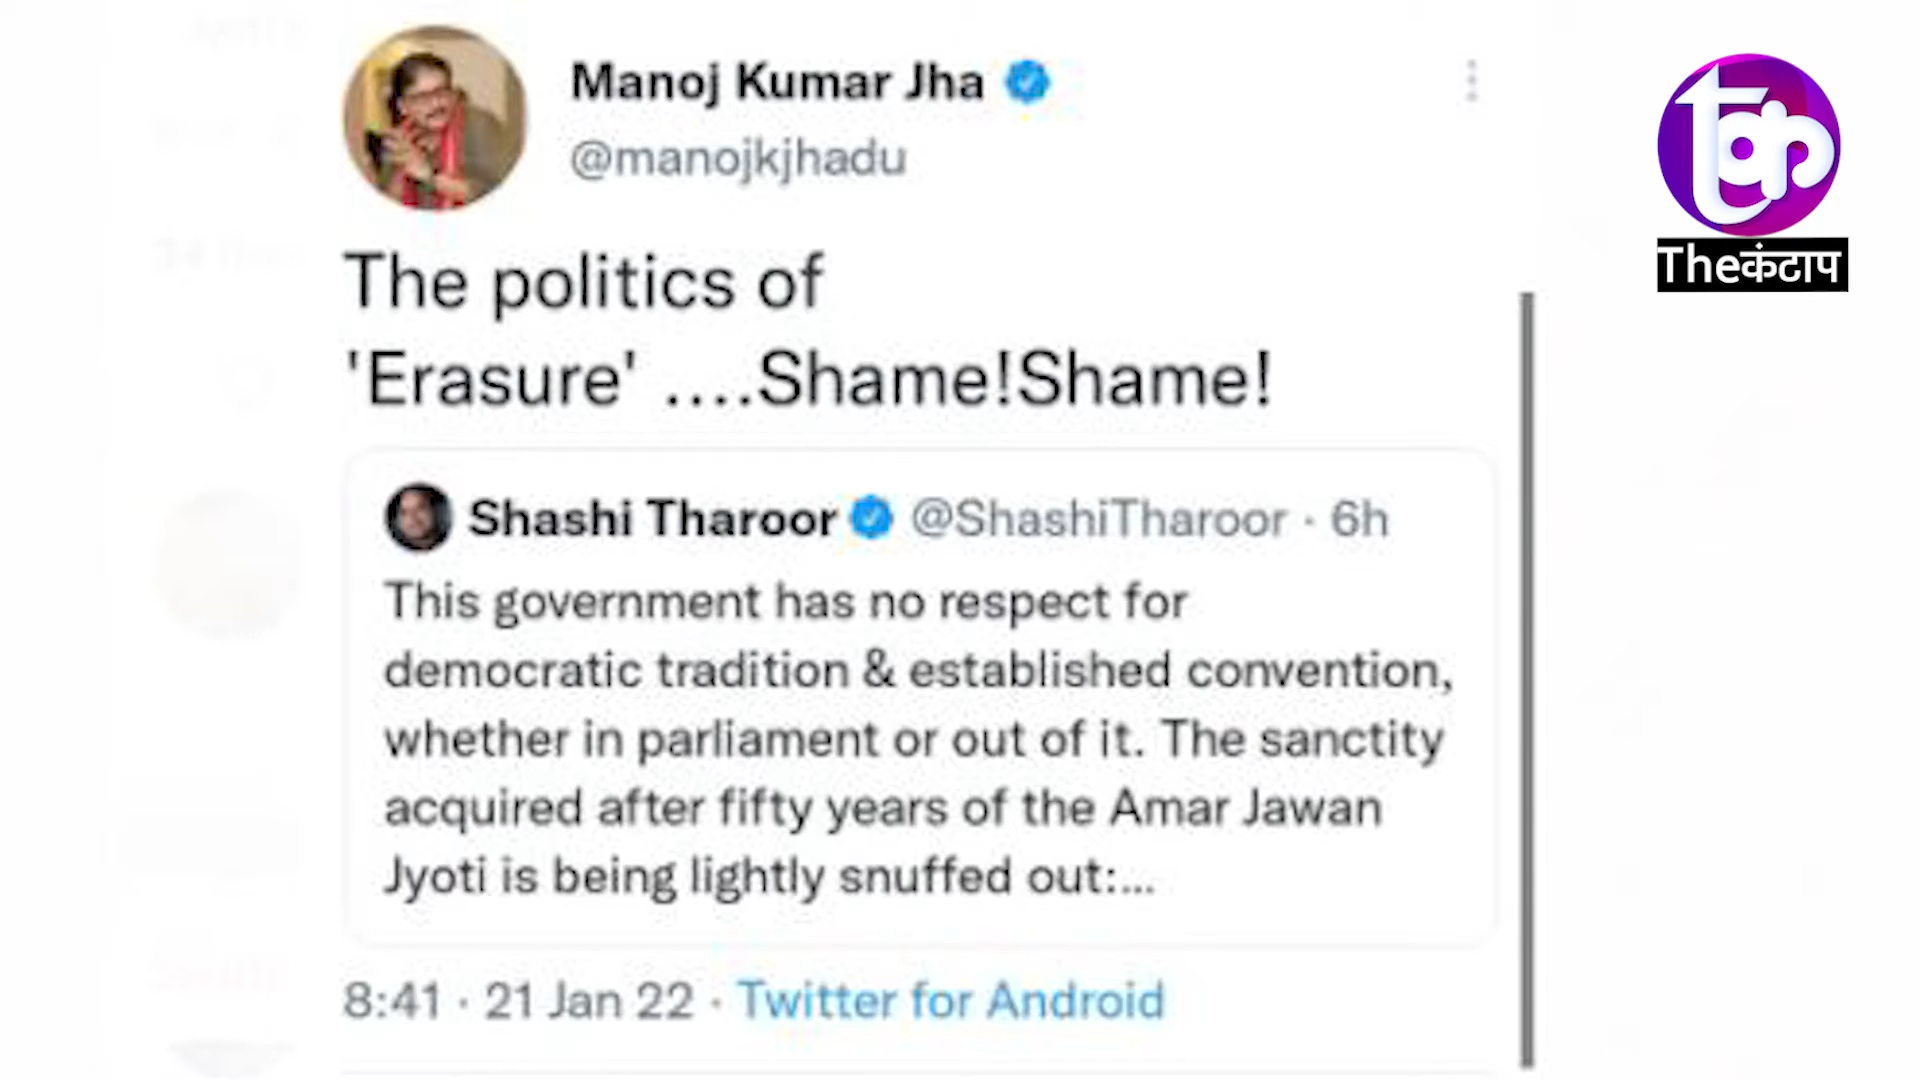 Manoj Kumar Jha
@manojkjhadu
The politics of
'Erasure' ....Shame!Shame!
Shashi Tharoor @ShashiTharoor · 6h
This government has no respect for
democratic tradition & established convention,
whether in parliament or out of it. The sanctity
acquired after fifty years of the Amar Jawan
Jyoti is being lightly snuffed out:...
8:41 · 21 Jan 22 · Twitter for Android
Theकंटाप